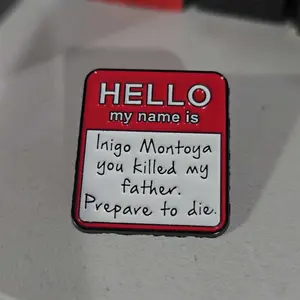 HELLO
my name is
Inigo Montoya
you killed my
father.
Prepare to die.